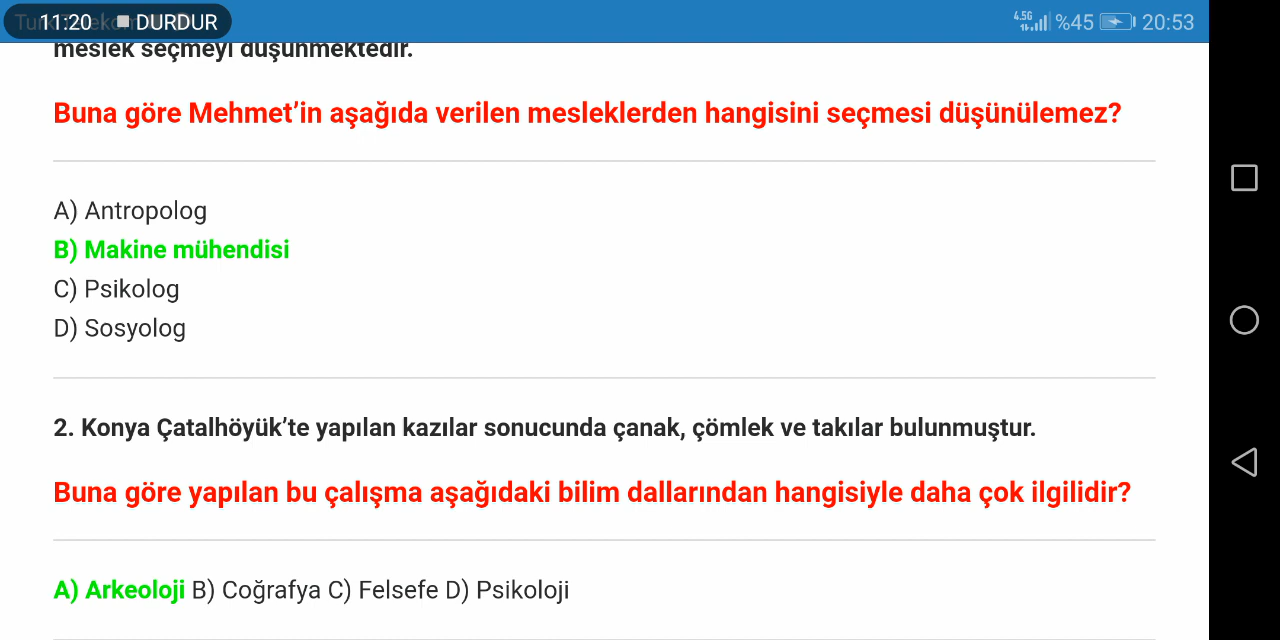 11:20 DURDUR
4.5G %45 20:53
meslek seçmeyi düşünmektedir.
Buna göre Mehmet’in aşağıda verilen mesleklerden hangisini seçmesi düşünülemez?
A) Antropolog
B) Makine mühendisi
C) Psikolog
D) Sosyolog
2. Konya Çatalhöyük’te yapılan kazılar sonucunda çanak, çömlek ve takılar bulunmuştur.
Buna göre yapılan bu çalışma aşağıdaki bilim dallarından hangisiyle daha çok ilgilidir?
A) Arkeoloji B) Coğrafya C) Felsefe D) Psikoloji